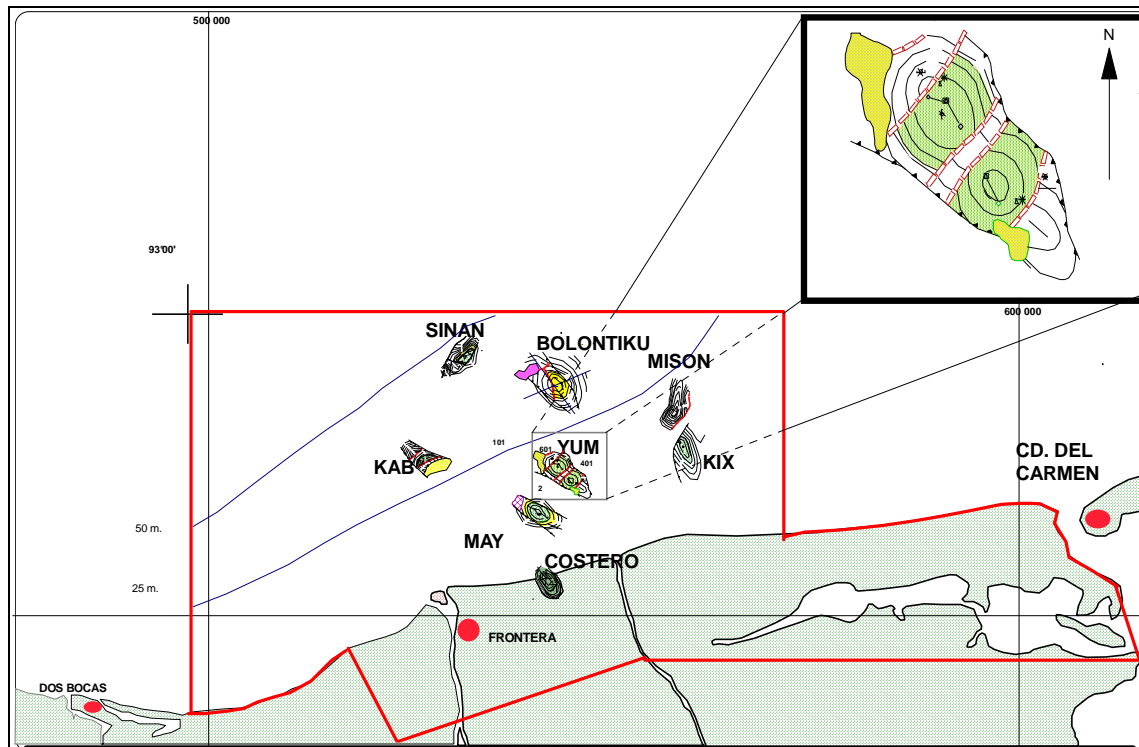 500 000
N
93'00'
600 000
SINAN
BOLONTIKU
MISON
101
601
YUM
401
KAB
KIX
2
CD. DEL
CARMEN
50 m.
MAY
COSTERO
25 m.
FRONTERA
DOS BOCAS